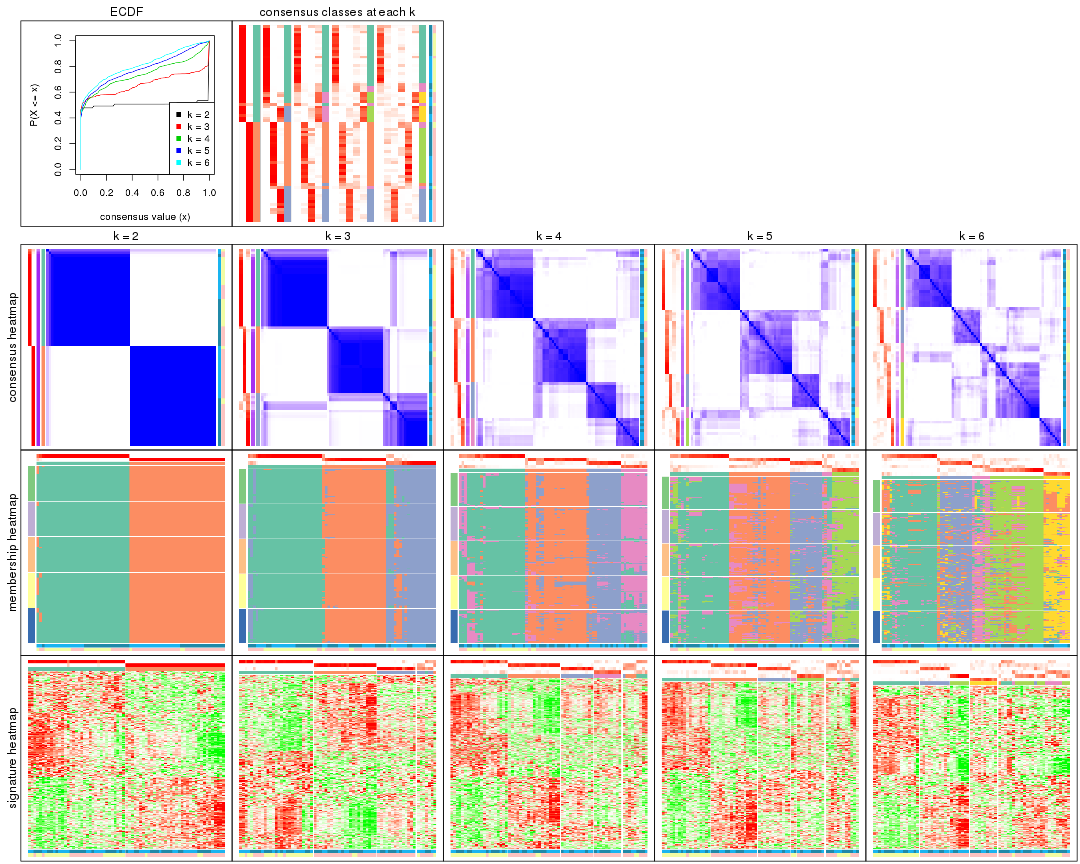 ECDF
consensus classes at each k
P(X <= x)
0.0 0.2 0.4 0.6 0.8 1.0
k = 2
k = 3
k = 4
k = 5
k = 6
0.0 0.2 0.4 0.6 0.8 1.0
consensus value (x)
k = 2 k = 3 k = 4 k = 5 k = 6
consensus heatmap
membership heatmap
signature heatmap